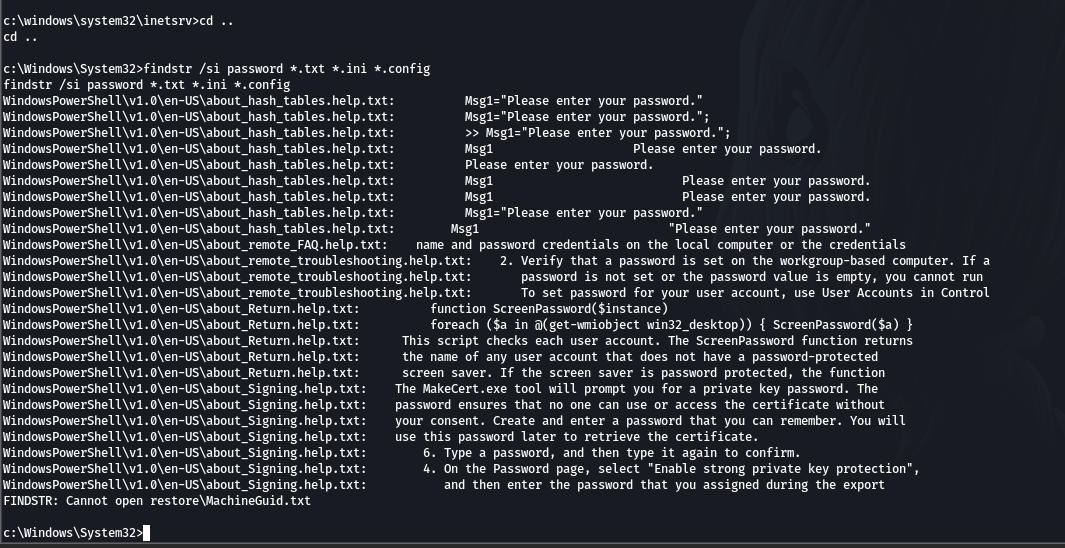 c:\windows\system32\inetsrv>cd ..
cd ..
c:\Windows\System32>findstr /si password *.txt *.ini *.config
findstr /si password *.txt *.ini *.config
WindowsPowerShell\v1.0\en-US\about_hash_tables.help.txt:          Msg1="Please enter your password."
WindowsPowerShell\v1.0\en-US\about_hash_tables.help.txt:          Msg1="Please enter your password.";
WindowsPowerShell\v1.0\en-US\about_hash_tables.help.txt:          >> Msg1="Please enter your password.";
WindowsPowerShell\v1.0\en-US\about_hash_tables.help.txt:          Msg1                    Please enter your password.
WindowsPowerShell\v1.0\en-US\about_hash_tables.help.txt:          Please enter your password.
WindowsPowerShell\v1.0\en-US\about_hash_tables.help.txt:          Msg1                           Please enter your password.
WindowsPowerShell\v1.0\en-US\about_hash_tables.help.txt:          Msg1                           Please enter your password.
WindowsPowerShell\v1.0\en-US\about_hash_tables.help.txt:          Msg1="Please enter your password."
WindowsPowerShell\v1.0\en-US\about_hash_tables.help.txt:        Msg1                           "Please enter your password."
WindowsPowerShell\v1.0\en-US\about_remote_FAQ.help.txt:    name and password credentials on the local computer or the credentials
WindowsPowerShell\v1.0\en-US\about_remote_troubleshooting.help.txt:    2. Verify that a password is set on the workgroup-based computer. If a
WindowsPowerShell\v1.0\en-US\about_remote_troubleshooting.help.txt:       password is not set or the password value is empty, you cannot run
WindowsPowerShell\v1.0\en-US\about_remote_troubleshooting.help.txt:       To set password for your user account, use User Accounts in Control
WindowsPowerShell\v1.0\en-US\about_Return.help.txt:          function ScreenPassword($instance)
WindowsPowerShell\v1.0\en-US\about_Return.help.txt:          foreach ($a in @(get-wmiobject win32_desktop)) { ScreenPassword($a) }
WindowsPowerShell\v1.0\en-US\about_Return.help.txt:      This script checks each user account. The ScreenPassword function returns
WindowsPowerShell\v1.0\en-US\about_Return.help.txt:      the name of any user account that does not have a password-protected
WindowsPowerShell\v1.0\en-US\about_Return.help.txt:      screen saver. If the screen saver is password protected, the function
WindowsPowerShell\v1.0\en-US\about_Signing.help.txt:    The MakeCert.exe tool will prompt you for a private key password. The
WindowsPowerShell\v1.0\en-US\about_Signing.help.txt:    password ensures that no one can use or access the certificate without
WindowsPowerShell\v1.0\en-US\about_Signing.help.txt:    your consent. Create and enter a password that you can remember. You will
WindowsPowerShell\v1.0\en-US\about_Signing.help.txt:    use this password later to retrieve the certificate.
WindowsPowerShell\v1.0\en-US\about_Signing.help.txt:        6. Type a password, and then type it again to confirm.
WindowsPowerShell\v1.0\en-US\about_Signing.help.txt:        4. On the Password page, select "Enable strong private key protection",
WindowsPowerShell\v1.0\en-US\about_Signing.help.txt:           and then enter the password that you assigned during the export
FINDSTR: Cannot open restore\MachineGuid.txt
c:\Windows\System32>